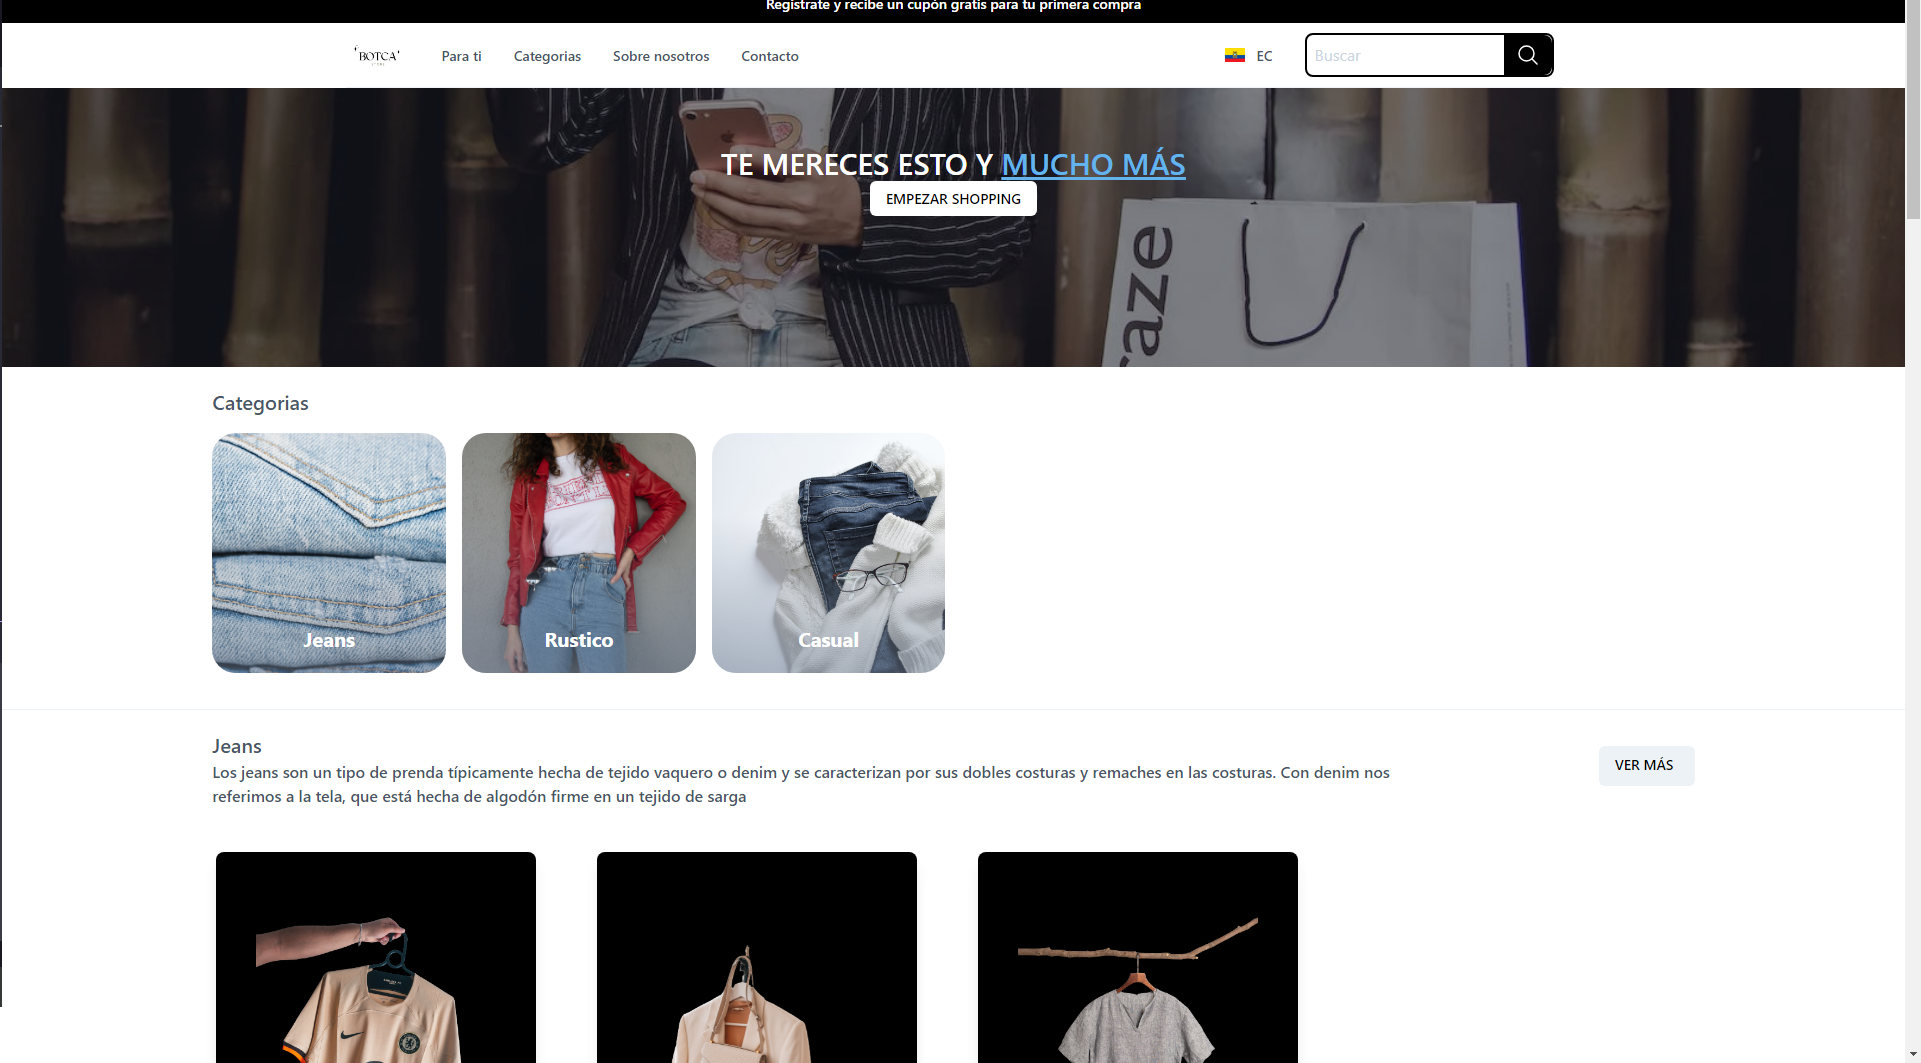 Registrate y recibe un cupón gratis para tu primera compra
BOTCA
Para ti
Categorias
Sobre nosotros
Contacto
EC
Buscar
TE MERECES ESTO Y MUCHO MÁS
EMPEZAR SHOPPING
raze
Categorias
Jeans
Rustico
Casual
Jeans
VER MÁS
Los jeans son un tipo de prenda típicamente hecha de tejido vaquero o denim y se caracterizan por sus dobles costuras y remaches en las costuras. Con denim nos
referimos a la tela, que está hecha de algodón firme en un tejido de sarga